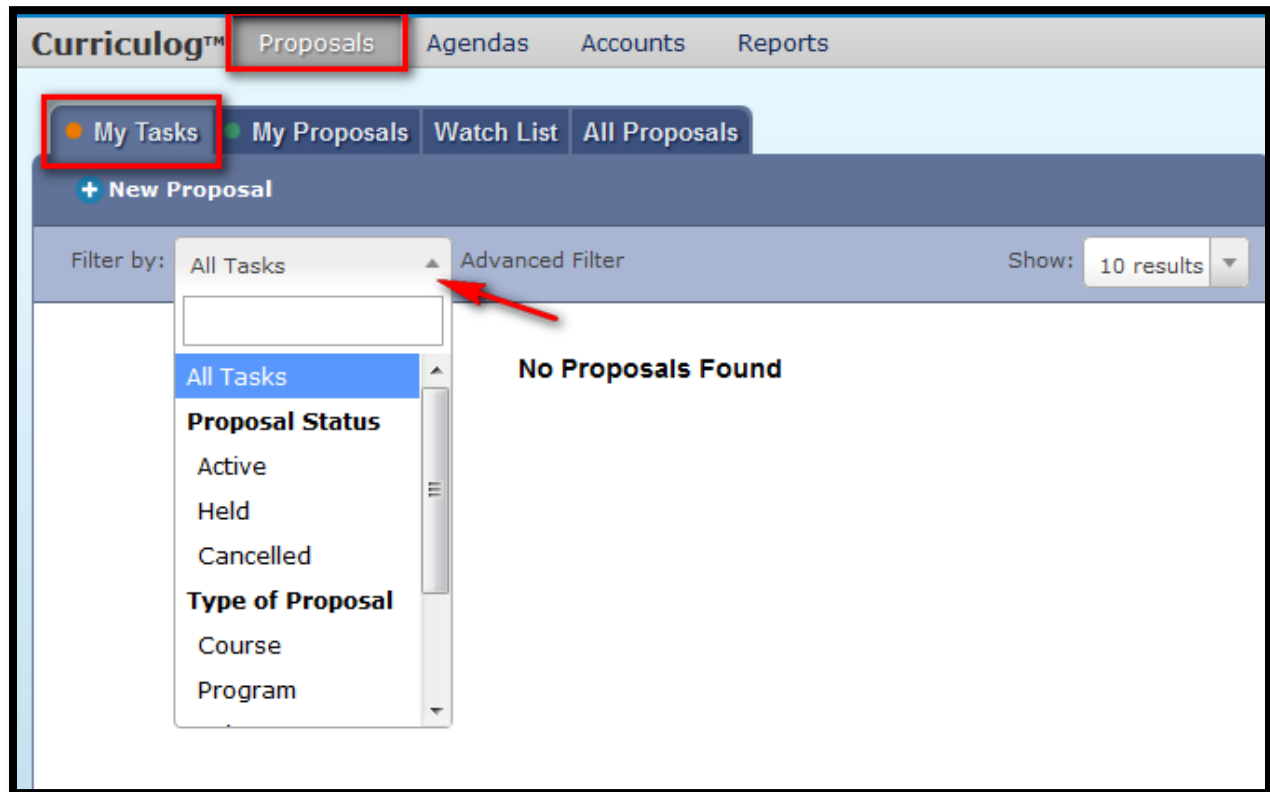 Curriculog™ Proposals Agendas Accounts Reports
My Tasks My Proposals Watch List All Proposals
New Proposal
Filter by: All Tasks Advanced Filter Show: 10 results
All Tasks
No Proposals Found
Proposal Status
Active
Held
Cancelled
Type of Proposal
Course
Program